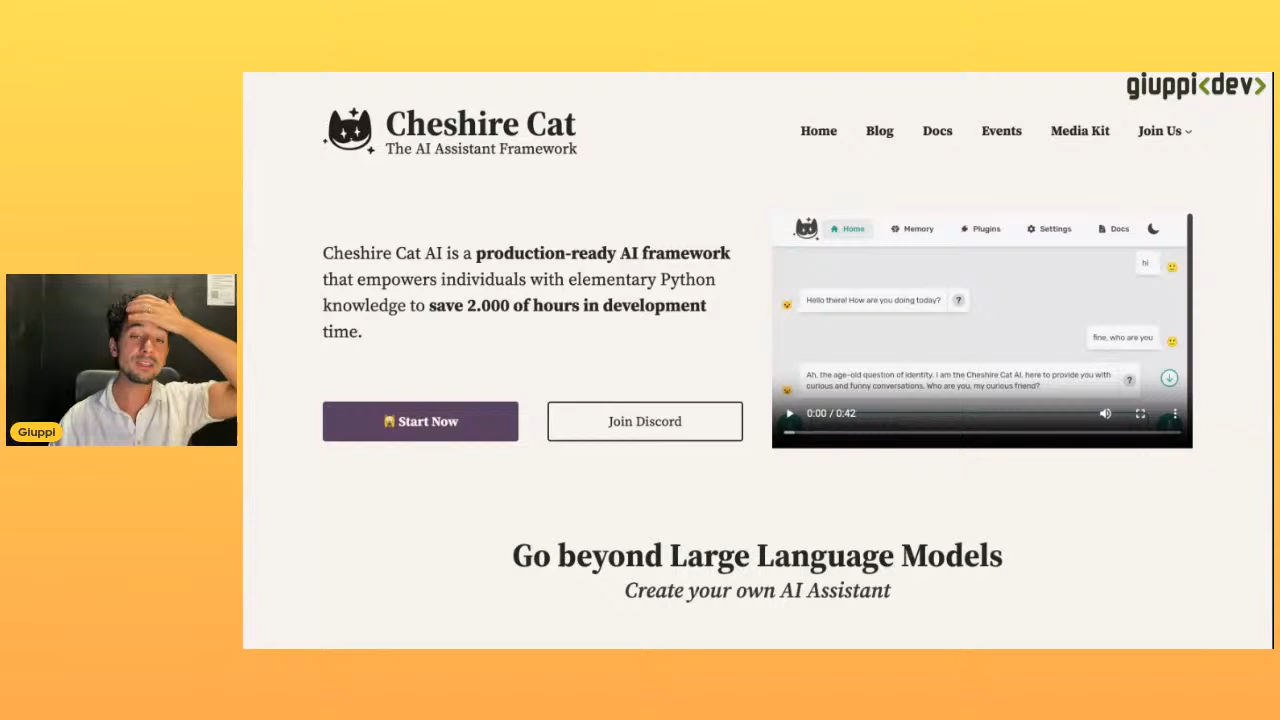 giuppi<dev>
Cheshire Cat
The AI Assistant Framework
Home Blog Docs Events Media Kit Join Us
Cheshire Cat AI is a production-ready AI framework
that empowers individuals with elementary Python
knowledge to save 2.000 of hours in development
time.
Start Now
Join Discord
Home Memory Plugins Settings Docs
hi
Hello there! How are you doing today? ?
fine, who are you
Ah, the age-old question of identity. I am the Cheshire Cat AI, here to provide you with
curious and funny conversations. Who are you, my curious friend? ?
0:00 / 0:42
Giuppi
Go beyond Large Language Models
Create your own AI Assistant